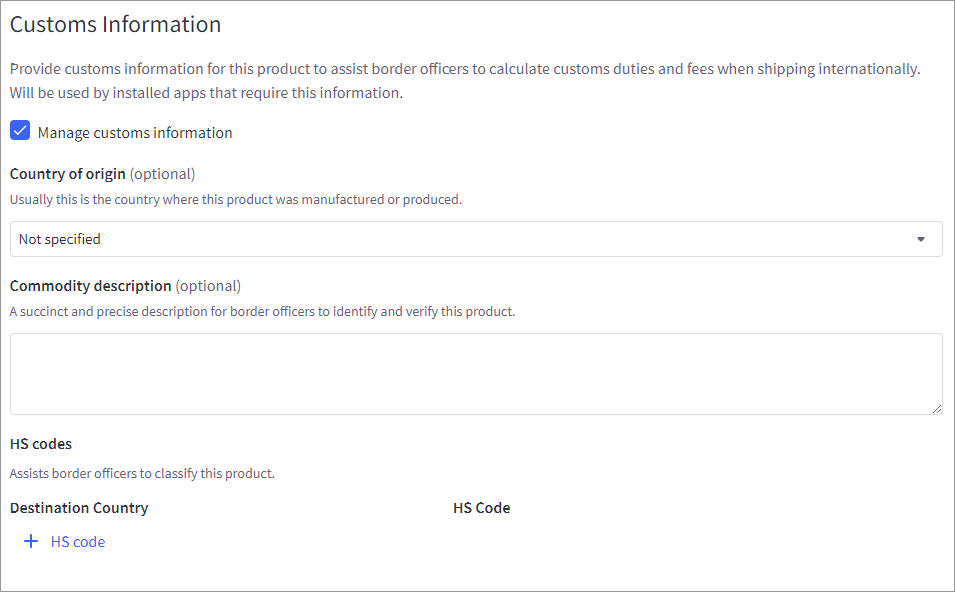 Customs Information
Provide customs information for this product to assist border officers to calculate customs duties and fees when shipping internationally.
Will be used by installed apps that require this information.
Manage customs information
Country of origin (optional)
Usually this is the country where this product was manufactured or produced.
Not specified
Commodity description (optional)
A succinct and precise description for border officers to identify and verify this product.
HS codes
Assists border officers to classify this product.
Destination Country HS Code
+ HS code